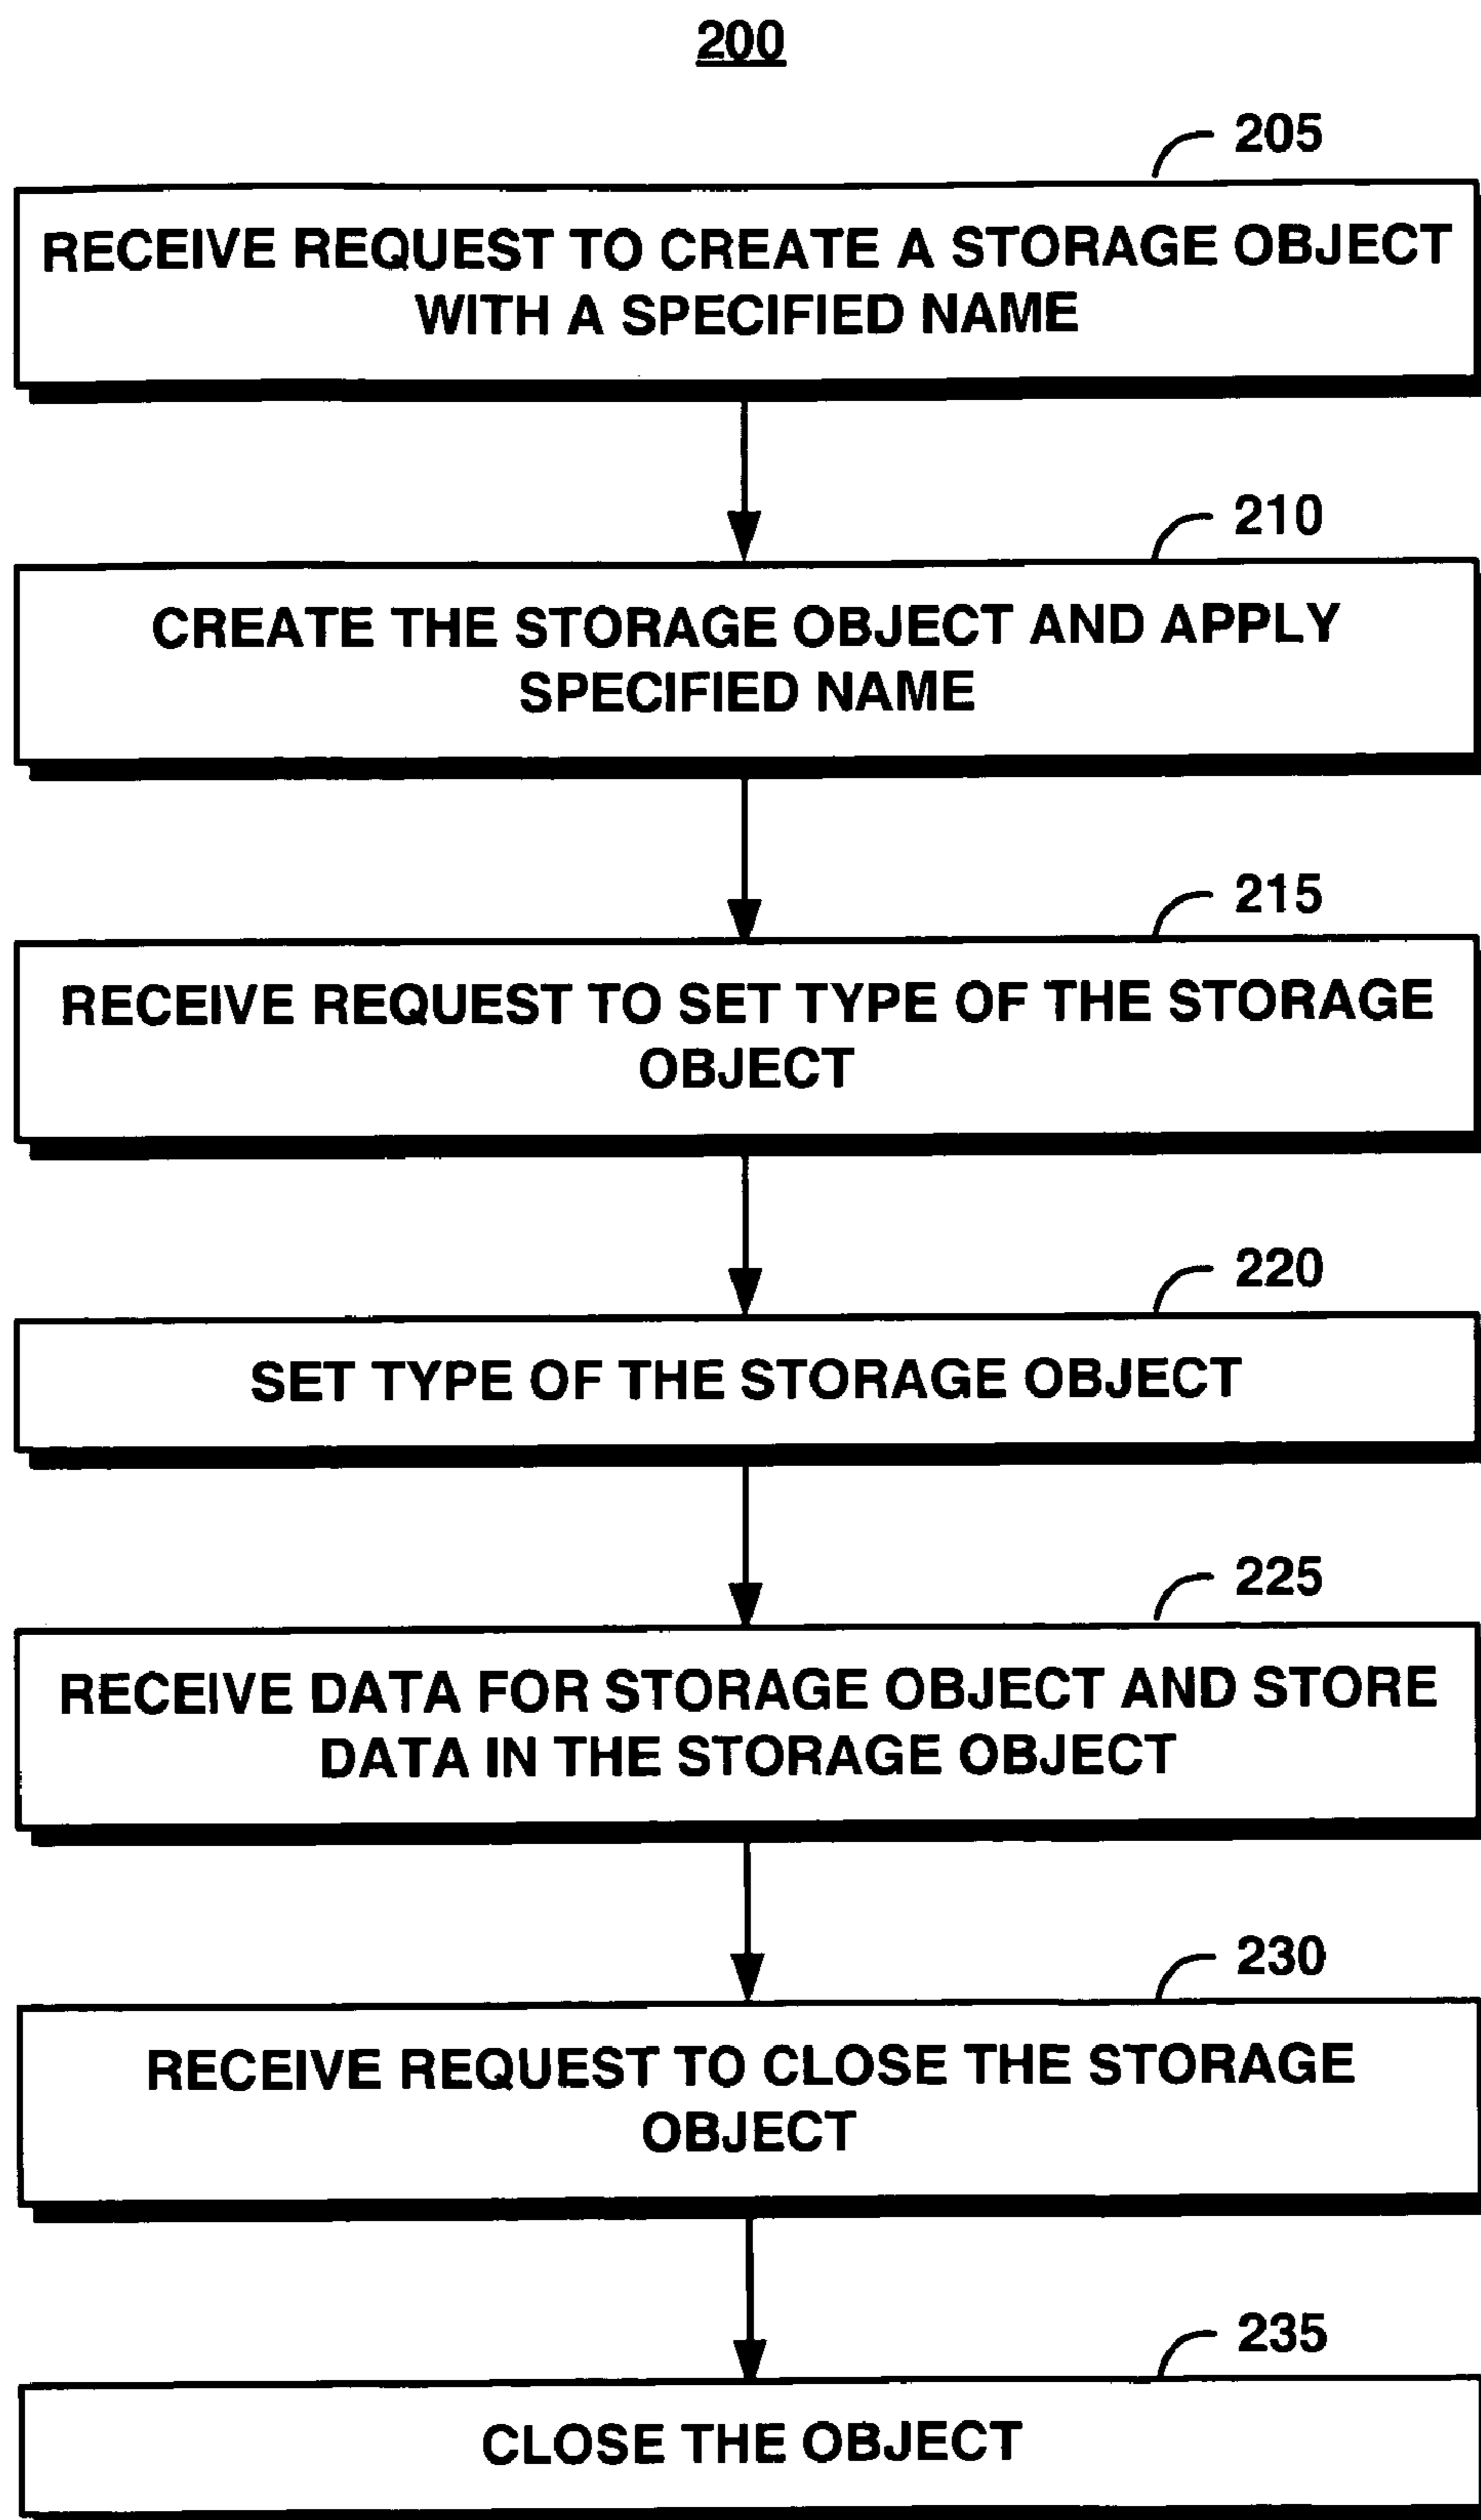 200
205
RECEIVE REQUEST TO CREATE A STORAGE OBJECT
WITH A SPECIFIED NAME
210
CREATE THE STORAGE OBJECT AND APPLY
SPECIFIED NAME
215
RECEIVE REQUEST TO SET TYPE OF THE STORAGE
OBJECT
220
SET TYPE OF THE STORAGE OBJECT
225
RECEIVE DATA FOR STORAGE OBJECT AND STORE
DATA IN THE STORAGE OBJECT
230
RECEIVE REQUEST TO CLOSE THE STORAGE
OBJECT
235
CLOSE THE OBJECT